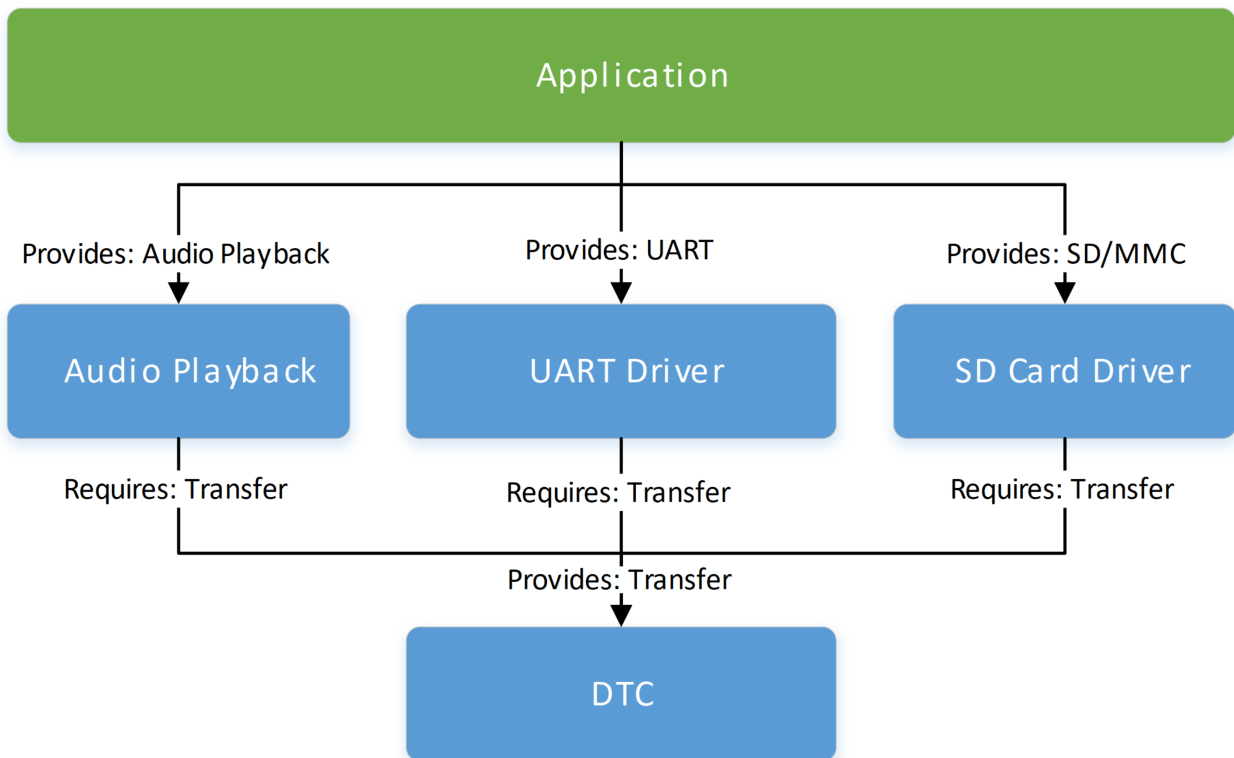 Application
Provides: Audio Playback
Provides: UART
Provides: SD/MMC
Audio Playback
UART Driver
SD Card Driver
Requires: Transfer
Requires: Transfer
Requires: Transfer
Provides: Transfer
DTC